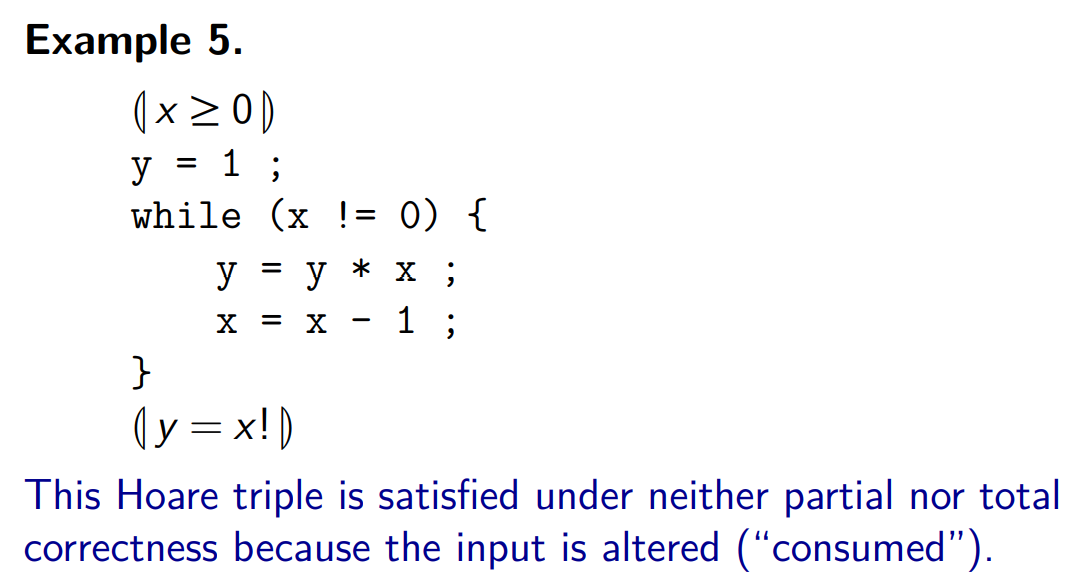 Example 5.
⦇ x ≥ 0 ⦈
y = 1 ;
while (x != 0) {
y = y * x ;
x = x - 1 ;
}
⦇ y = x! ⦈
This Hoare triple is satisfied under neither partial nor total
correctness because the input is altered (“consumed”).